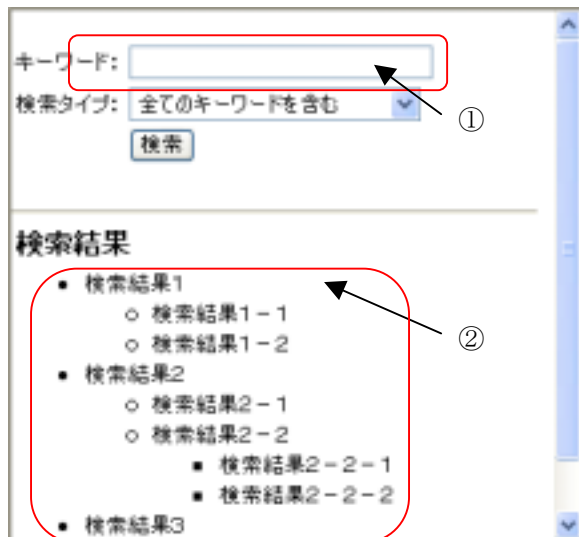 キーワード:
①
検索タイプ: 全てのキーワードを含む
検索
検索結果
• 検索結果1
○ 検索結果1-1
○ 検索結果1-2
②
• 検索結果2
○ 検索結果2-1
○ 検索結果2-2
■ 検索結果2-2-1
■ 検索結果2-2-2
• 検索結果3